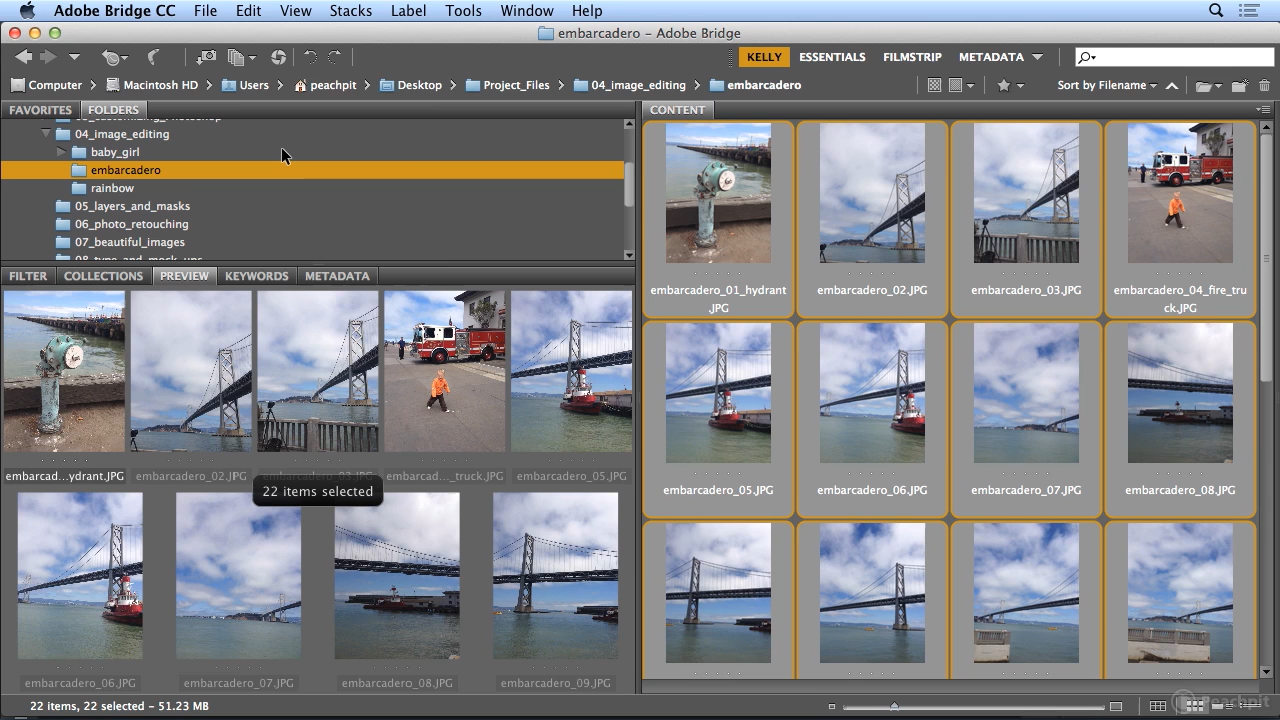 Adobe Bridge CC File Edit View Stacks Label Tools Window Help
embarcadero – Adobe Bridge
KELLY ESSENTIALS FILMSTRIP METADATA
Computer Macintosh HD Users peachpit Desktop Project_Files 04_image_editing embarcadero Sort by Filename
FAVORITES FOLDERS
04_image_editing
baby_girl
embarcadero
rainbow
05_layers_and_masks
06_photo_retouching
07_beautiful_images
08_type_and_mock_ups
FILTER COLLECTIONS PREVIEW KEYWORDS METADATA
embarcad...ydrant.JPG embarcadero_02.JPG embarcadero_03.JPG embarcad..._truck.JPG embarcadero_05.JPG
22 items selected
embarcadero_06.JPG embarcadero_07.JPG embarcadero_08.JPG embarcadero_09.JPG
CONTENT
embarcadero_01_hydrant
.JPG
embarcadero_02.JPG
embarcadero_03.JPG
embarcadero_04_fire_tru
ck.JPG
embarcadero_05.JPG embarcadero_06.JPG embarcadero_07.JPG embarcadero_08.JPG
22 items, 22 selected – 51.23 MB
Peachpit